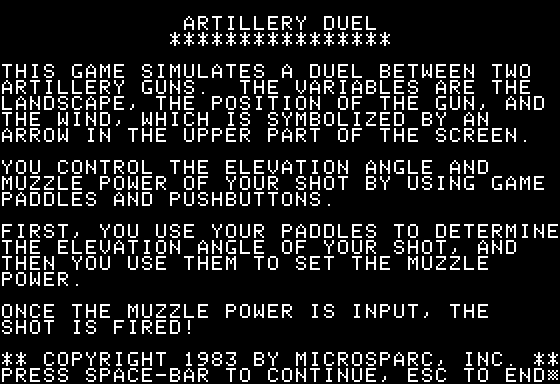 ARTILLERY DUEL
****************
THIS GAME SIMULATES A DUEL BETWEEN TWO
ARTILLERY GUNS.  THE VARIABLES ARE THE
LANDSCAPE, THE POSITION OF THE GUN, AND
THE WIND, WHICH IS SYMBOLIZED BY AN
ARROW IN THE UPPER PART OF THE SCREEN.
YOU CONTROL THE ELEVATION ANGLE AND
MUZZLE POWER OF YOUR SHOT BY USING GAME
PADDLES AND PUSHBUTTONS.
FIRST, YOU USE YOUR PADDLES TO DETERMINE
THE ELEVATION ANGLE OF YOUR SHOT, AND
THEN YOU USE THEM TO SET THE MUZZLE
POWER.
ONCE THE MUZZLE POWER IS INPUT, THE
SHOT IS FIRED!
** COPYRIGHT 1983 BY MICROSPARC, INC. **
PRESS SPACE-BAR TO CONTINUE, ESC TO END